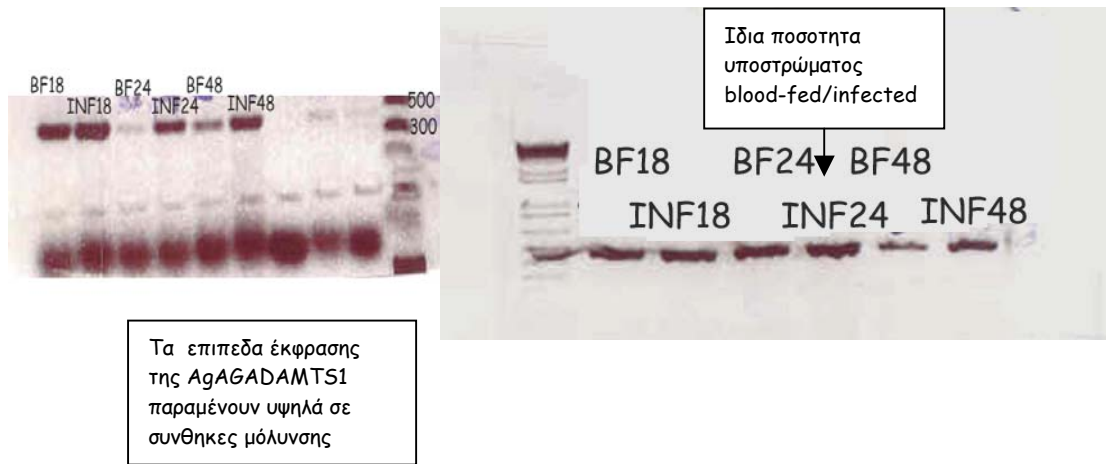 BF18
INF18
BF24
INF24
BF48
INF48
500
300
Τα επιπεδα έκφρασης
της AgAGADAMTS1
παραμένουν υψηλά σε
συνθηκες μόλυνσης
Ιδια ποσοτητα
υποστρώματος
blood-fed/infected
BF18
BF24
BF48
INF18
INF24
INF48